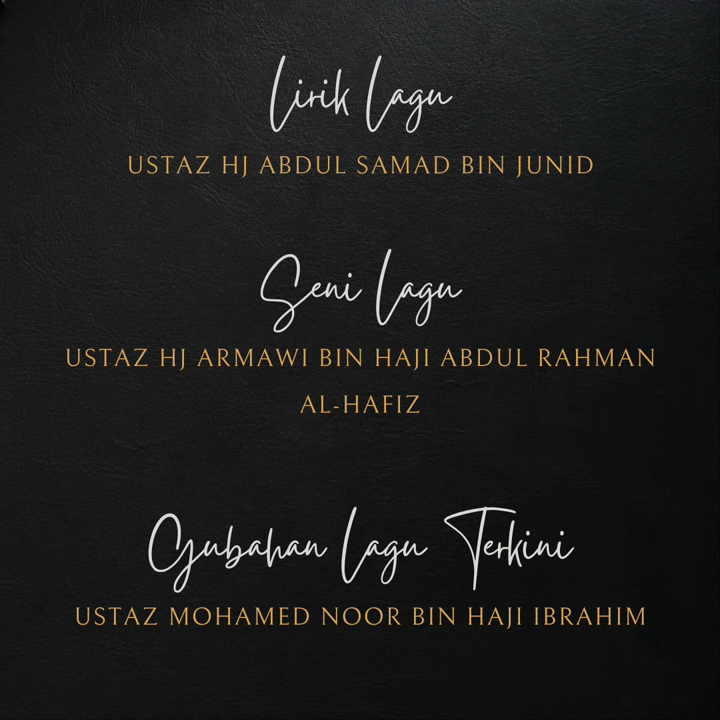 Lirik Lagu
USTAZ HJ ABDUL SAMAD BIN JUNID
Seni Lagu
USTAZ HJ ARMAWI BIN HAJI ABDUL RAHMAN
AL-HAFIZ
Gubahan Lagu Terkini
USTAZ MOHAMED NOOR BIN HAJI IBRAHIM